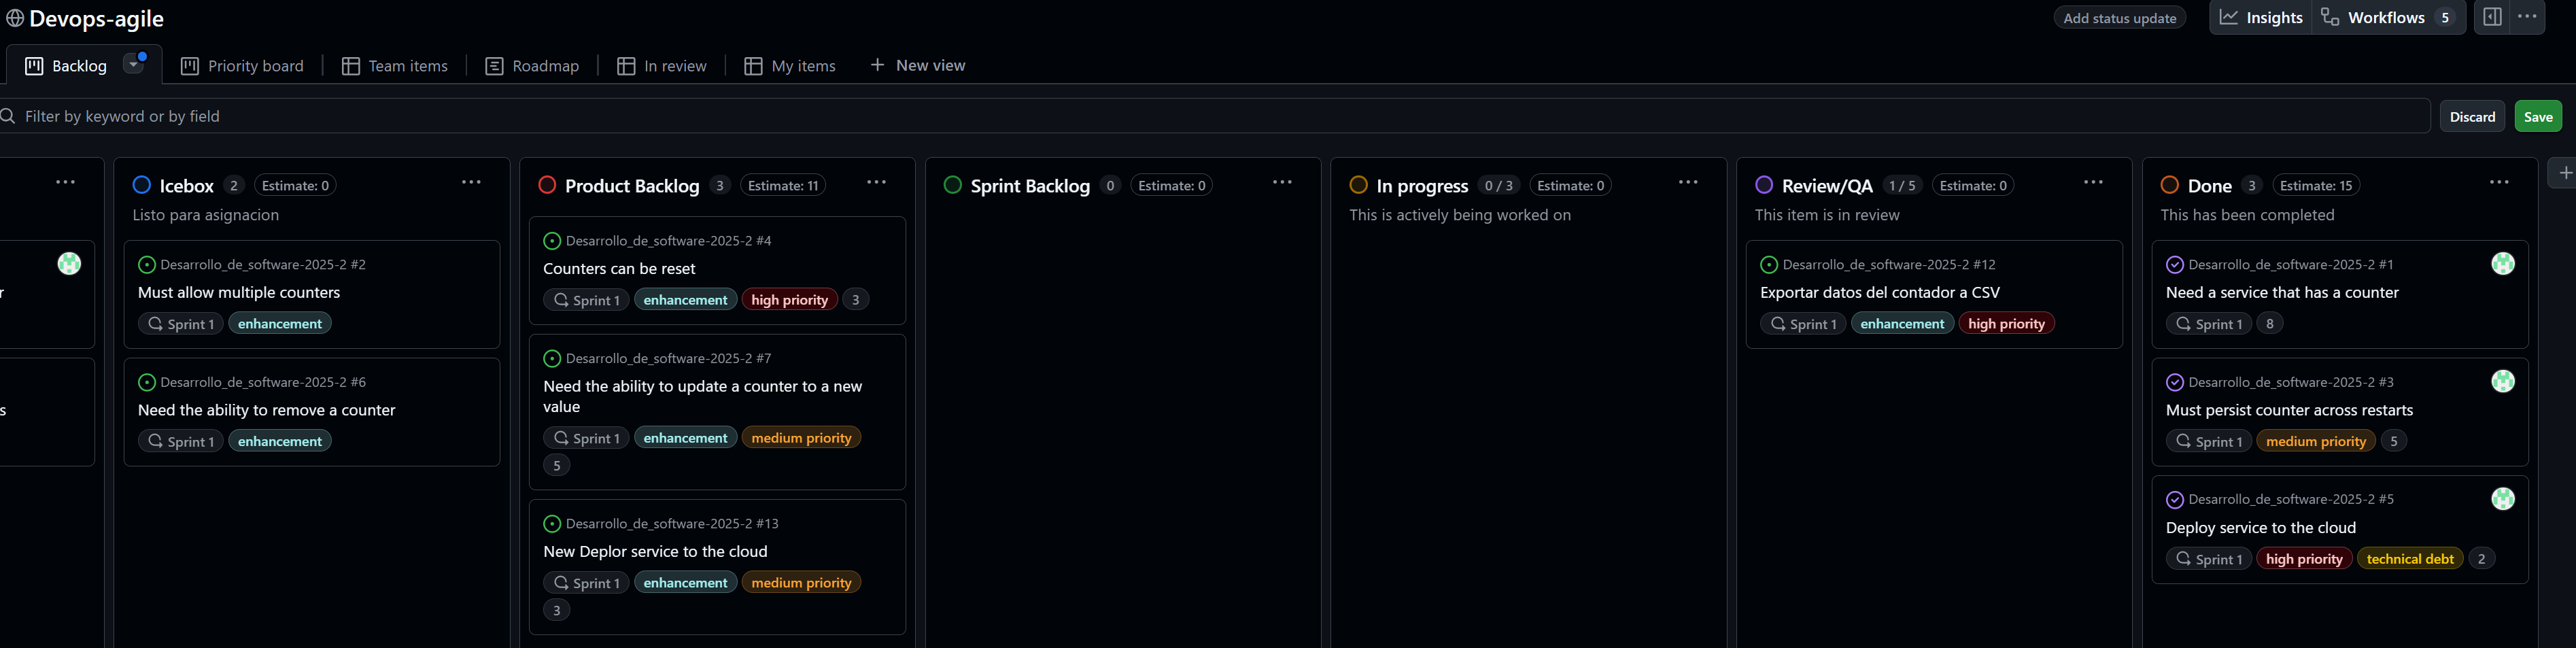 Devops-agile
Add status update
Insights
Workflows 5
Backlog
Priority board
Team items
Roadmap
In review
My items
New view
Filter by keyword or by field
Discard
Save
r
s
Icebox 2 Estimate: 0
Listo para asignacion
Desarrollo_de_software-2025-2 #2
Must allow multiple counters
Sprint 1 enhancement
Desarrollo_de_software-2025-2 #6
Need the ability to remove a counter
Sprint 1 enhancement
Product Backlog 3 Estimate: 11
Desarrollo_de_software-2025-2 #4
Counters can be reset
Sprint 1 enhancement high priority 3
Desarrollo_de_software-2025-2 #7
Need the ability to update a counter to a new
value
Sprint 1 enhancement medium priority
5
Desarrollo_de_software-2025-2 #13
New Deplor service to the cloud
Sprint 1 enhancement medium priority
3
Sprint Backlog 0 Estimate: 0
In progress 0 / 3 Estimate: 0
This is actively being worked on
Review/QA 1 / 5 Estimate: 0
This item is in review
Desarrollo_de_software-2025-2 #12
Exportar datos del contador a CSV
Sprint 1 enhancement high priority
Done 3 Estimate: 15
This has been completed
Desarrollo_de_software-2025-2 #1
Need a service that has a counter
Sprint 1 8
Desarrollo_de_software-2025-2 #3
Must persist counter across restarts
Sprint 1 medium priority 5
Desarrollo_de_software-2025-2 #5
Deploy service to the cloud
Sprint 1 high priority technical debt 2